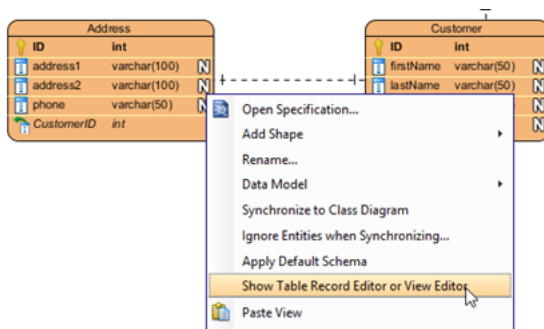 Address
ID int
address1 varchar(100) N
address2 varchar(100) N
phone varchar(50) N
CustomerID int
Customer
ID int
firstName varchar(50) N
lastName varchar(50) N
N
N
Open Specification...
Add Shape
Rename...
Data Model
Synchronize to Class Diagram
Ignore Entities when Synchronizing...
Apply Default Schema
Show Table Record Editor or View Editor
Paste View